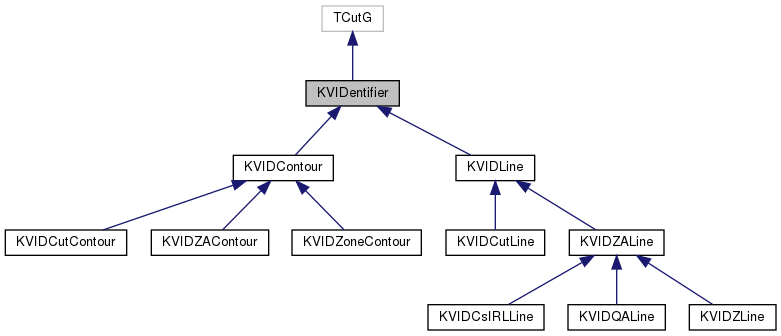 TCutG
KVIDentifier
KVIDContour
KVIDLine
KVIDCutContour
KVIDZAContour
KVIDZoneContour
KVIDCutLine
KVIDZALine
KVIDCsIRLLine
KVIDQALine
KVIDZLine